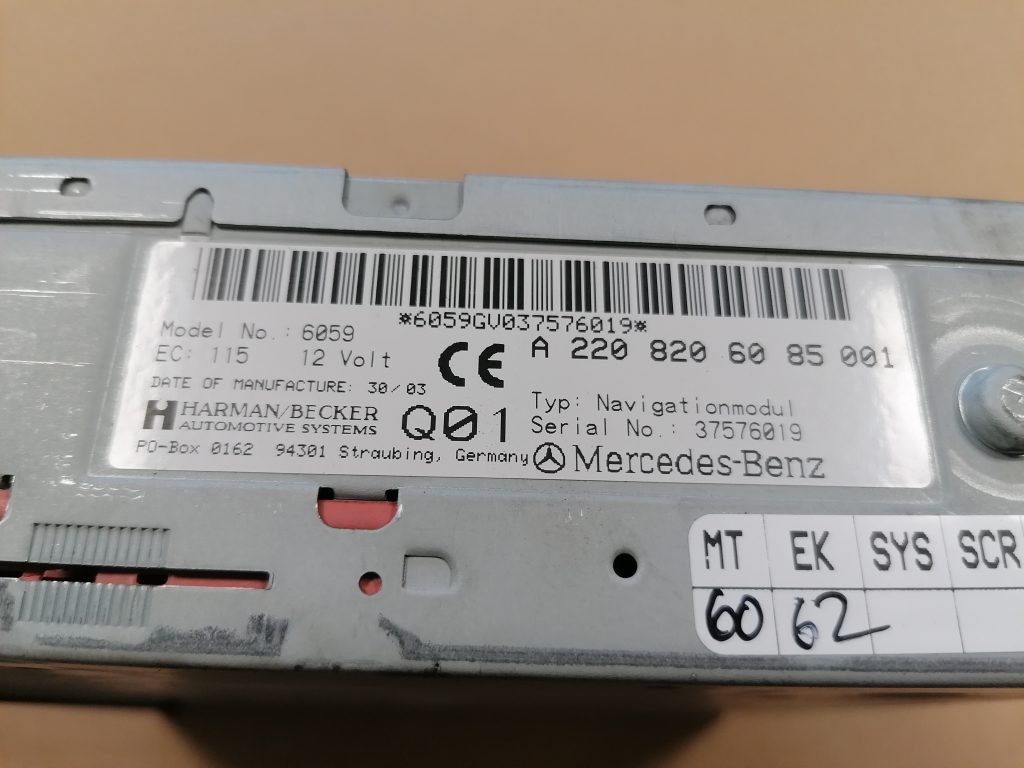 *6059GV037576019*
Model No.: 6059
EC: 115 12 Volt
CE
A 220 820 60 85 001
DATE OF MANUFACTURE: 30/03
HARMAN/BECKER
AUTOMOTIVE SYSTEMS
Q01
Typ: Navigationmodul
Serial No.: 37576019
PO-Box 0162 94301 Straubing, Germany
Mercedes-Benz
MT EK SYS SCR
60 62